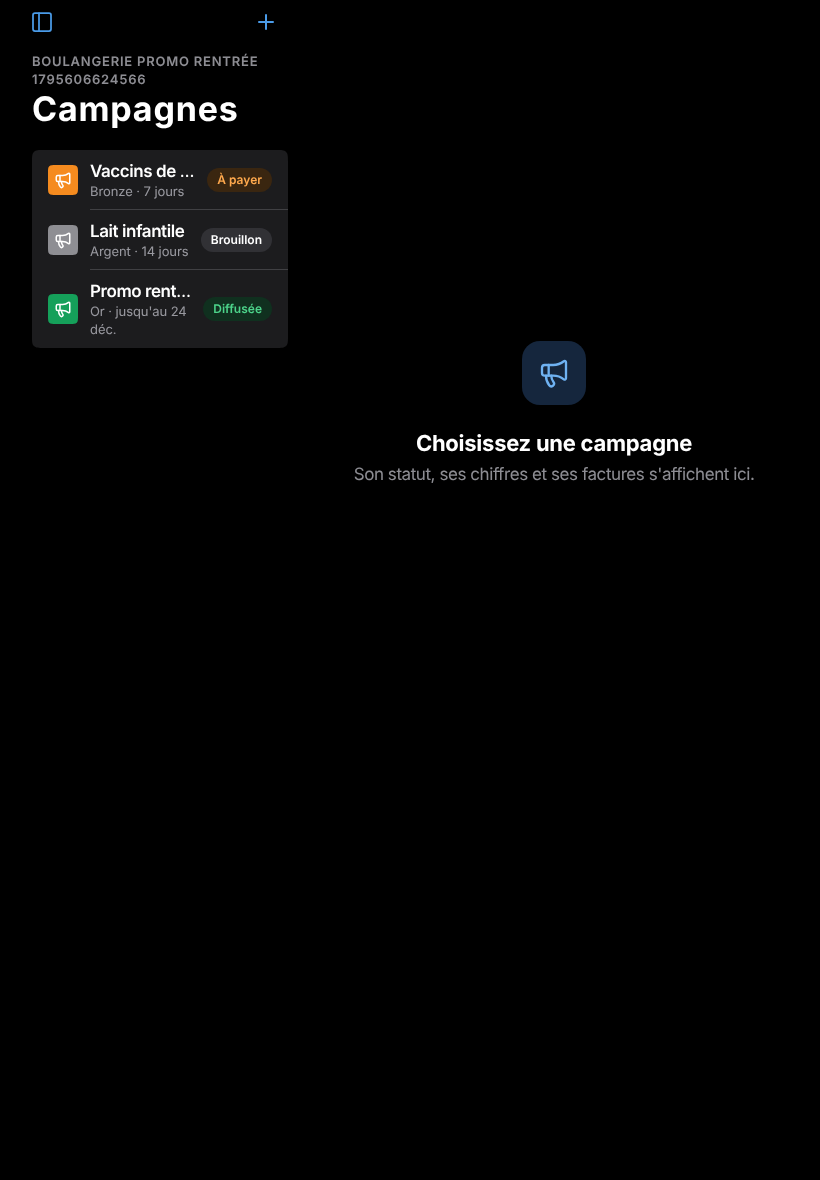 BOULANGERIE PROMO RENTRÉE
1795606624566
Campagnes
Vaccins de ...
Bronze · 7 jours
À payer
Lait infantile
Argent · 14 jours
Brouillon
Promo rent...
Or · jusqu'au 24
déc.
Diffusée
Choisissez une campagne
Son statut, ses chiffres et ses factures s'affichent ici.